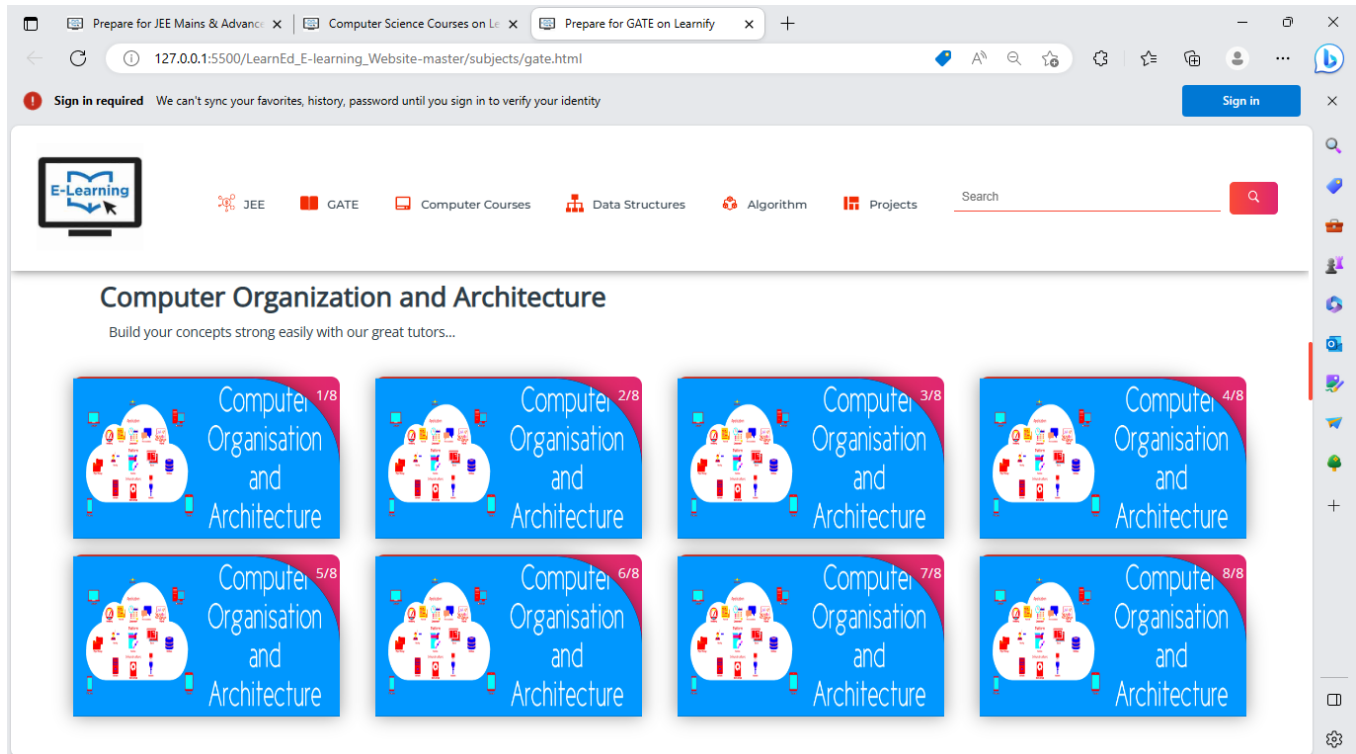 Prepare for JEE Mains & Advance
Computer Science Courses on Le
Prepare for GATE on Learnify
127.0.0.1:5500/LearnEd_E-learning_Website-master/subjects/gate.html
Sign in required We can't sync your favorites, history, password until you sign in to verify your identity
Sign in
E-Learning
JEE
GATE
Computer Courses
Data Structures
Algorithm
Projects
Search
Computer Organization and Architecture
Build your concepts strong easily with our great tutors...
Computer
Organisation
and
Architecture
1/8
Computer
Organisation
and
Architecture
2/8
Computer
Organisation
and
Architecture
3/8
Computer
Organisation
and
Architecture
4/8
Computer
Organisation
and
Architecture
5/8
Computer
Organisation
and
Architecture
6/8
Computer
Organisation
and
Architecture
7/8
Computer
Organisation
and
Architecture
8/8